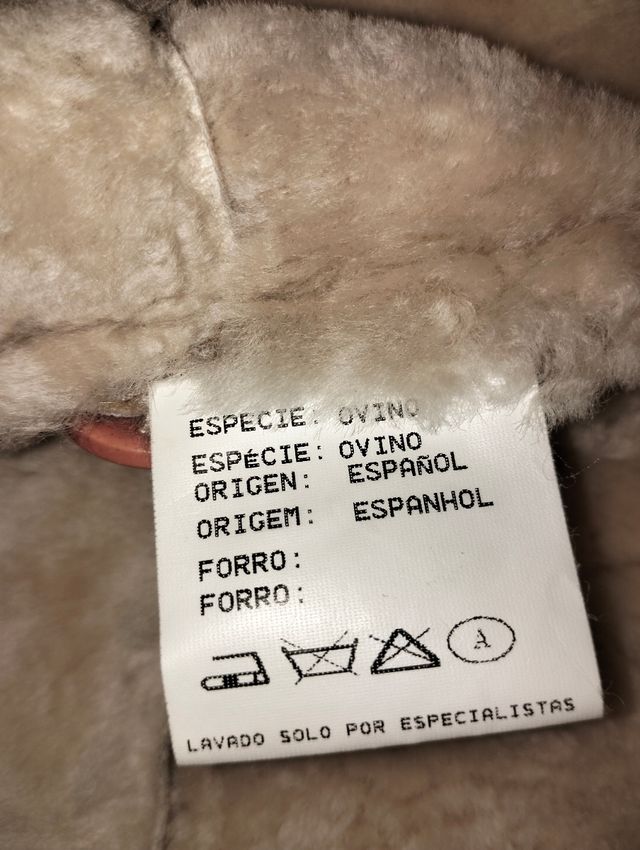 ESPECIE: OVINO
ESPÉCIE: OVINO
ORIGEN: ESPAÑOL
ORIGEM: ESPANHOL
FORRO:
FORRO:
A
LAVADO SOLO POR ESPECIALISTAS